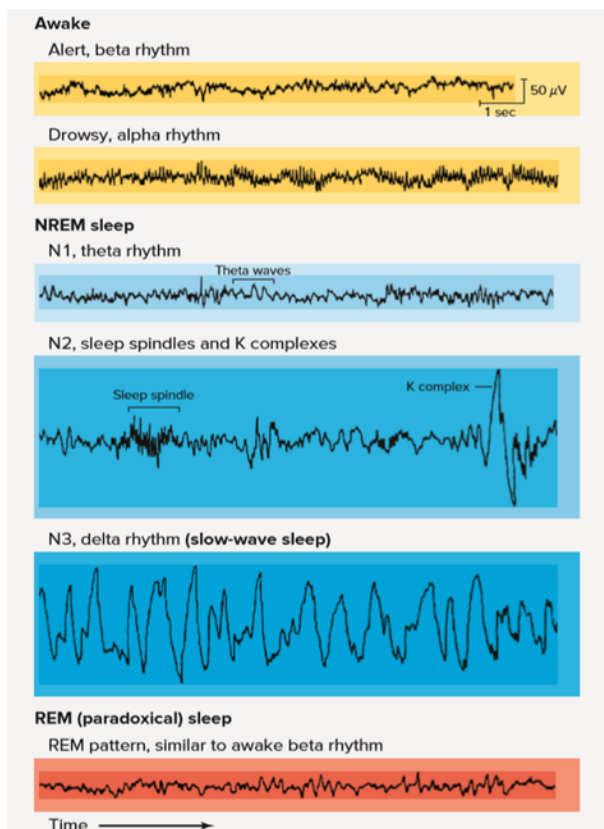 Awake
Alert, beta rhythm
50 μV
1 sec
Drowsy, alpha rhythm
NREM sleep
N1, theta rhythm
Theta waves
N2, sleep spindles and K complexes
Sleep spindle
K complex
N3, delta rhythm (slow-wave sleep)
REM (paradoxical) sleep
REM pattern, similar to awake beta rhythm
Time